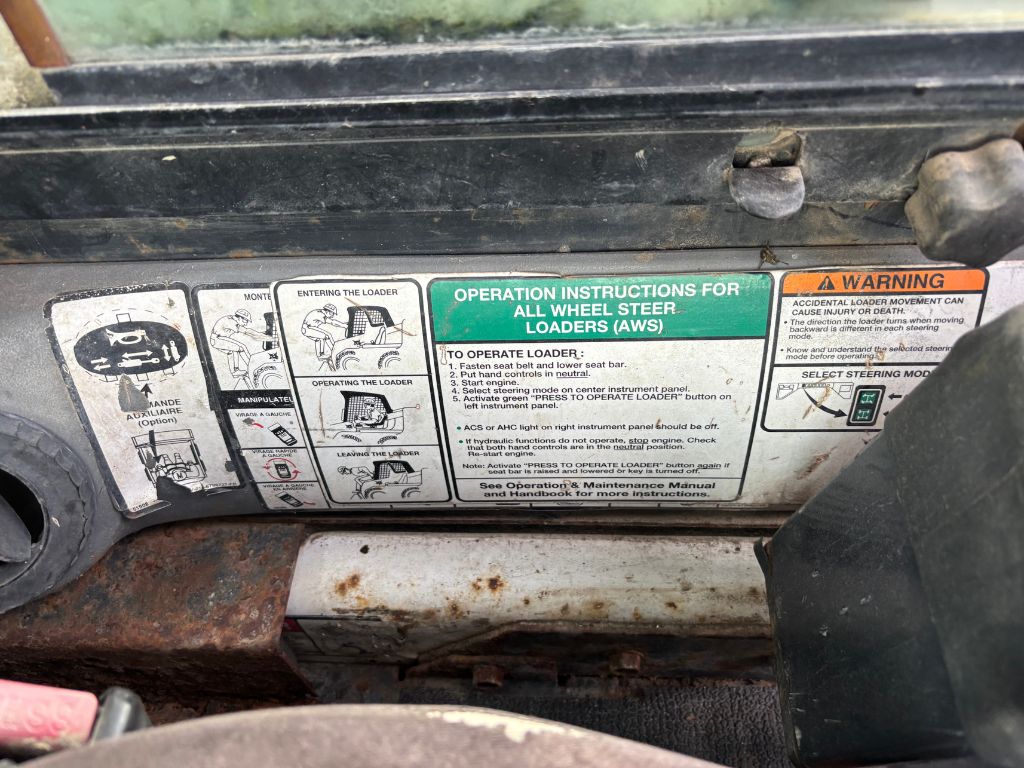 MANDE
AUXILIAIRE
(Option)
MONTE
MANIPULATEU
VIRAGE A GAUCHE
VIRAGE RAPIDE
A GAUCHE
VIRAGE A GAUCHE
EN ARRIERE
ENTERING THE LOADER
OPERATING THE LOADER
LEAVING THE LOADER
OPERATION INSTRUCTIONS FOR
ALL WHEEL STEER
LOADERS (AWS)
TO OPERATE LOADER :
1. Fasten seat belt and lower seat bar.
2. Put hand controls in neutral.
3. Start engine.
4. Select steering mode on center instrument panel.
5. Activate green "PRESS TO OPERATE LOADER" button on
left instrument panel.
• ACS or AHC light on right instrument panel should be off.
• If hydraulic functions do not operate, stop engine. Check
that both hand controls are in the neutral position.
Re-start engine.
Note: Activate "PRESS TO OPERATE LOADER" button again if
seat bar is raised and lowered or key is turned off.
See Operation & Maintenance Manual
and Handbook for more instructions.
WARNING
ACCIDENTAL LOADER MOVEMENT CAN
CAUSE INJURY OR DEATH.
• The direction the loader turns when moving
backward is different in each steering
mode.
• Know and understand the selected steering
mode before operating.
SELECT STEERING MOD
ESS